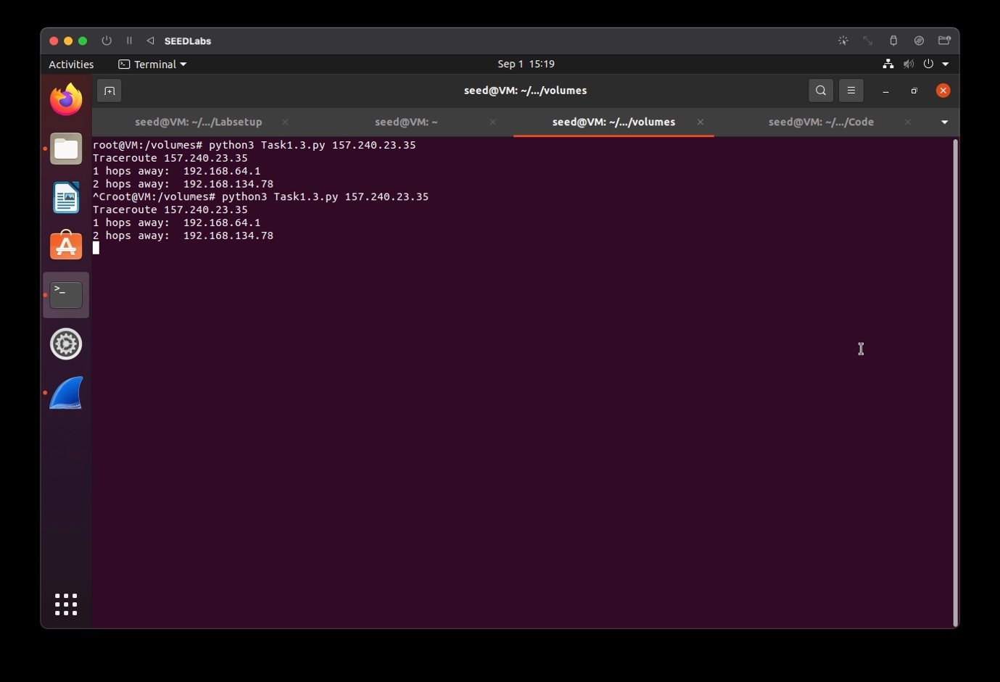 SEEDLabs
Activities
Terminal
Sep 1 15:19
seed@VM: ~/.../volumes
seed@VM: ~/.../Labsetup
seed@VM: ~
seed@VM: ~/.../volumes
seed@VM: ~/.../Code
root@VM:/volumes# python3 Task1.3.py 157.240.23.35
Traceroute 157.240.23.35
1 hops away:  192.168.64.1
2 hops away:  192.168.134.78
^Croot@VM:/volumes# python3 Task1.3.py 157.240.23.35
Traceroute 157.240.23.35
1 hops away:  192.168.64.1
2 hops away:  192.168.134.78